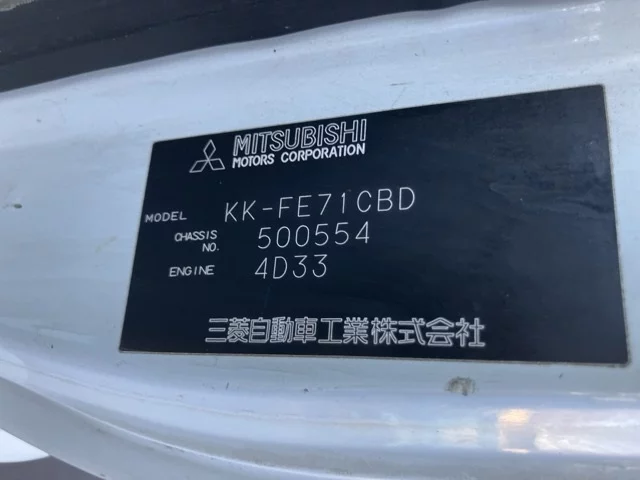 MITSUBISHI
MOTORS CORPORATION
MODEL KK-FE71CBD
CHASSIS NO. 500554
ENGINE 4D33
三菱自動車工業株式会社